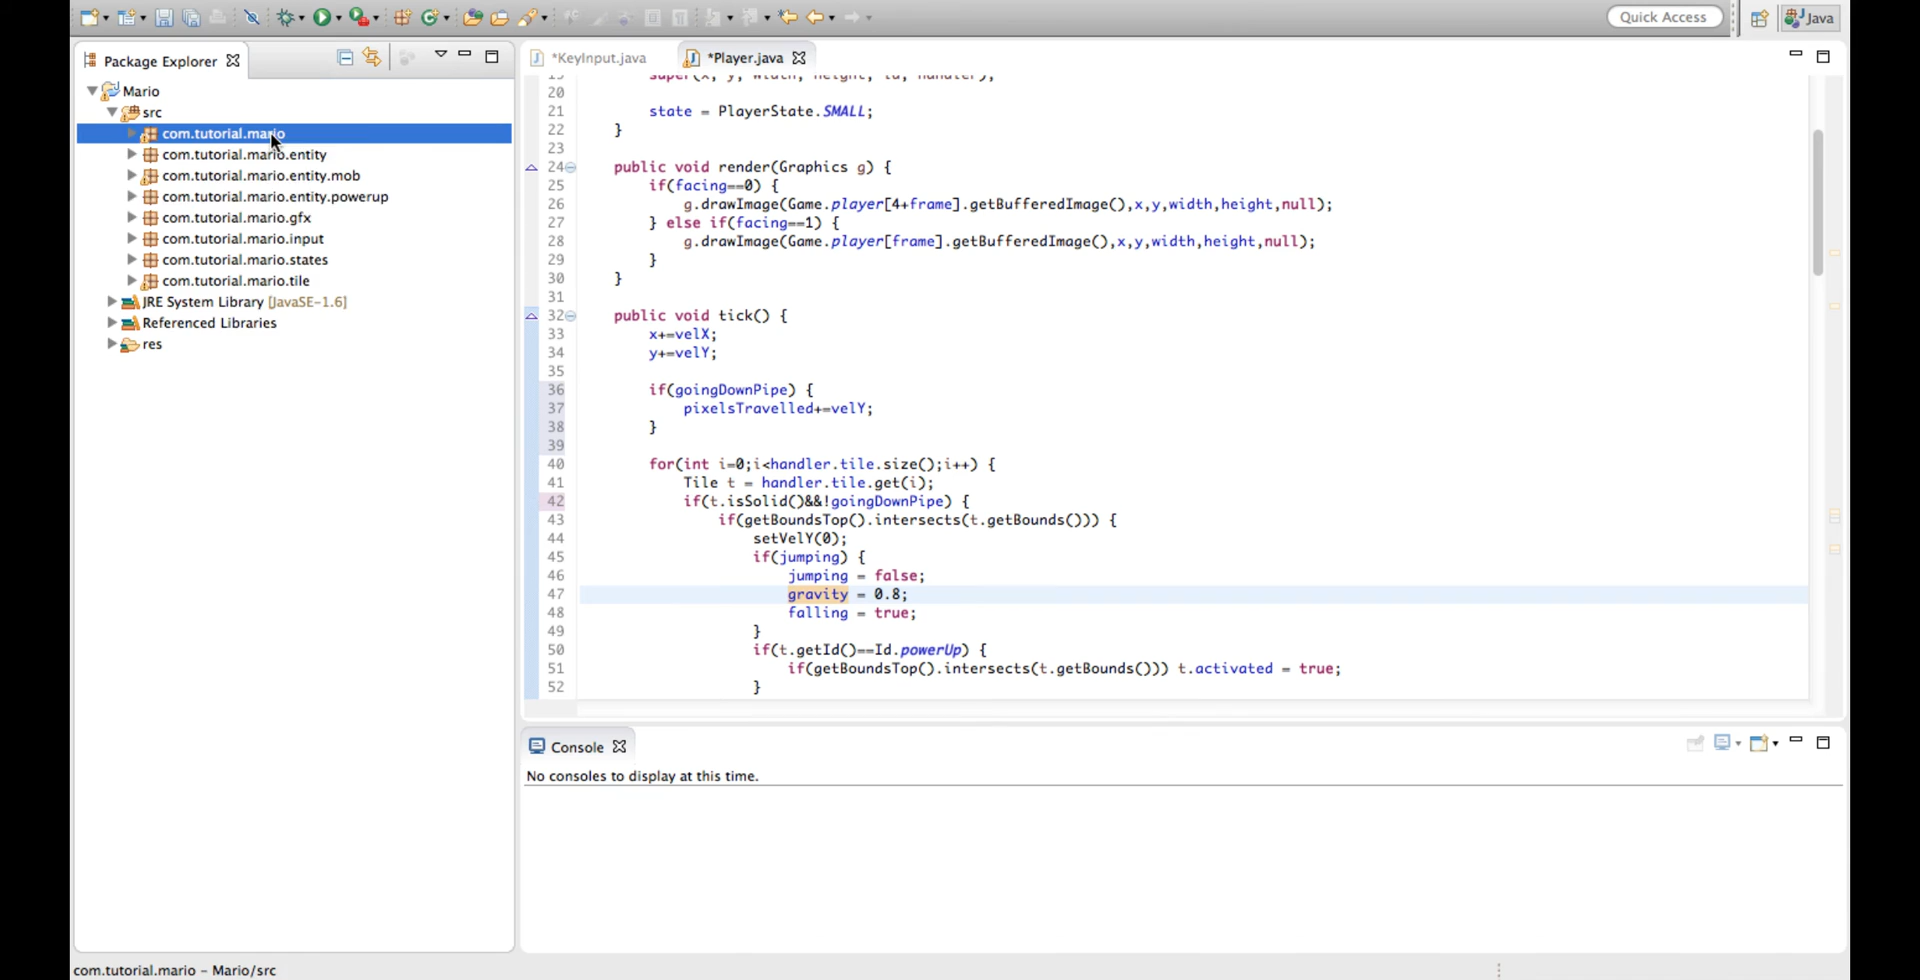 Quick Access
Java
Package Explorer
*KeyInput.java
*Player.java
Mario
src
com.tutorial.mario
com.tutorial.mario.entity
com.tutorial.mario.entity.mob
com.tutorial.mario.entity.powerup
com.tutorial.mario.gfx
com.tutorial.mario.input
com.tutorial.mario.states
com.tutorial.mario.tile
JRE System Library [JavaSE-1.6]
Referenced Libraries
res
19 super(x, y, width, height, id, handler);
20
21 state = PlayerState.SMALL;
22 }
23
24 public void render(Graphics g) {
25 if(facing==0) {
26 g.drawImage(Game.player[4+frame].getBufferedImage(),x,y,width,height,null);
27 } else if(facing==1) {
28 g.drawImage(Game.player[frame].getBufferedImage(),x,y,width,height,null);
29 }
30 }
31
32 public void tick() {
33 x+=velX;
34 y+=velY;
35
36 if(goingDownPipe) {
37 pixelsTravelled+=velY;
38 }
39
40 for(int i=0;i<handler.tile.size();i++) {
41 Tile t = handler.tile.get(i);
42 if(t.isSolid()&&!goingDownPipe) {
43 if(getBoundsTop().intersects(t.getBounds())) {
44 setVelY(0);
45 if(jumping) {
46 jumping = false;
47 gravity = 0.8;
48 falling = true;
49 }
50 if(t.getId()==Id.powerUp) {
51 if(getBoundsTop().intersects(t.getBounds())) t.activated = true;
52 }
Console
No consoles to display at this time.
com.tutorial.mario - Mario/src